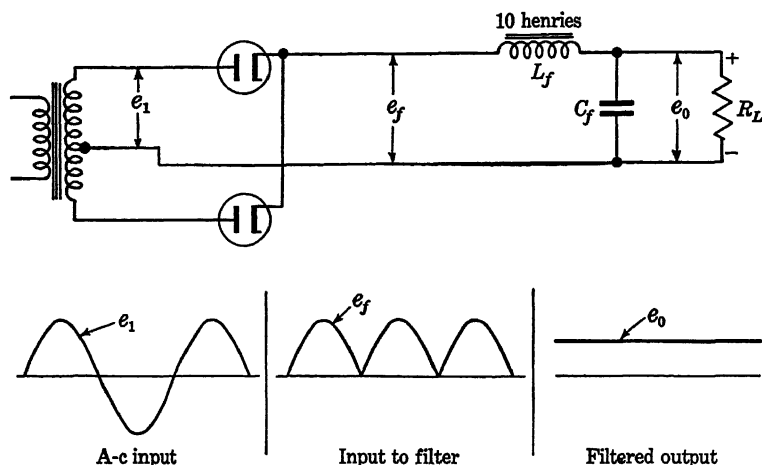 10 henries
L_f
e_1
e_f
C_f
e_0
R_L
+
−
e_1
e_f
e_0
A-c input
Input to filter
Filtered output